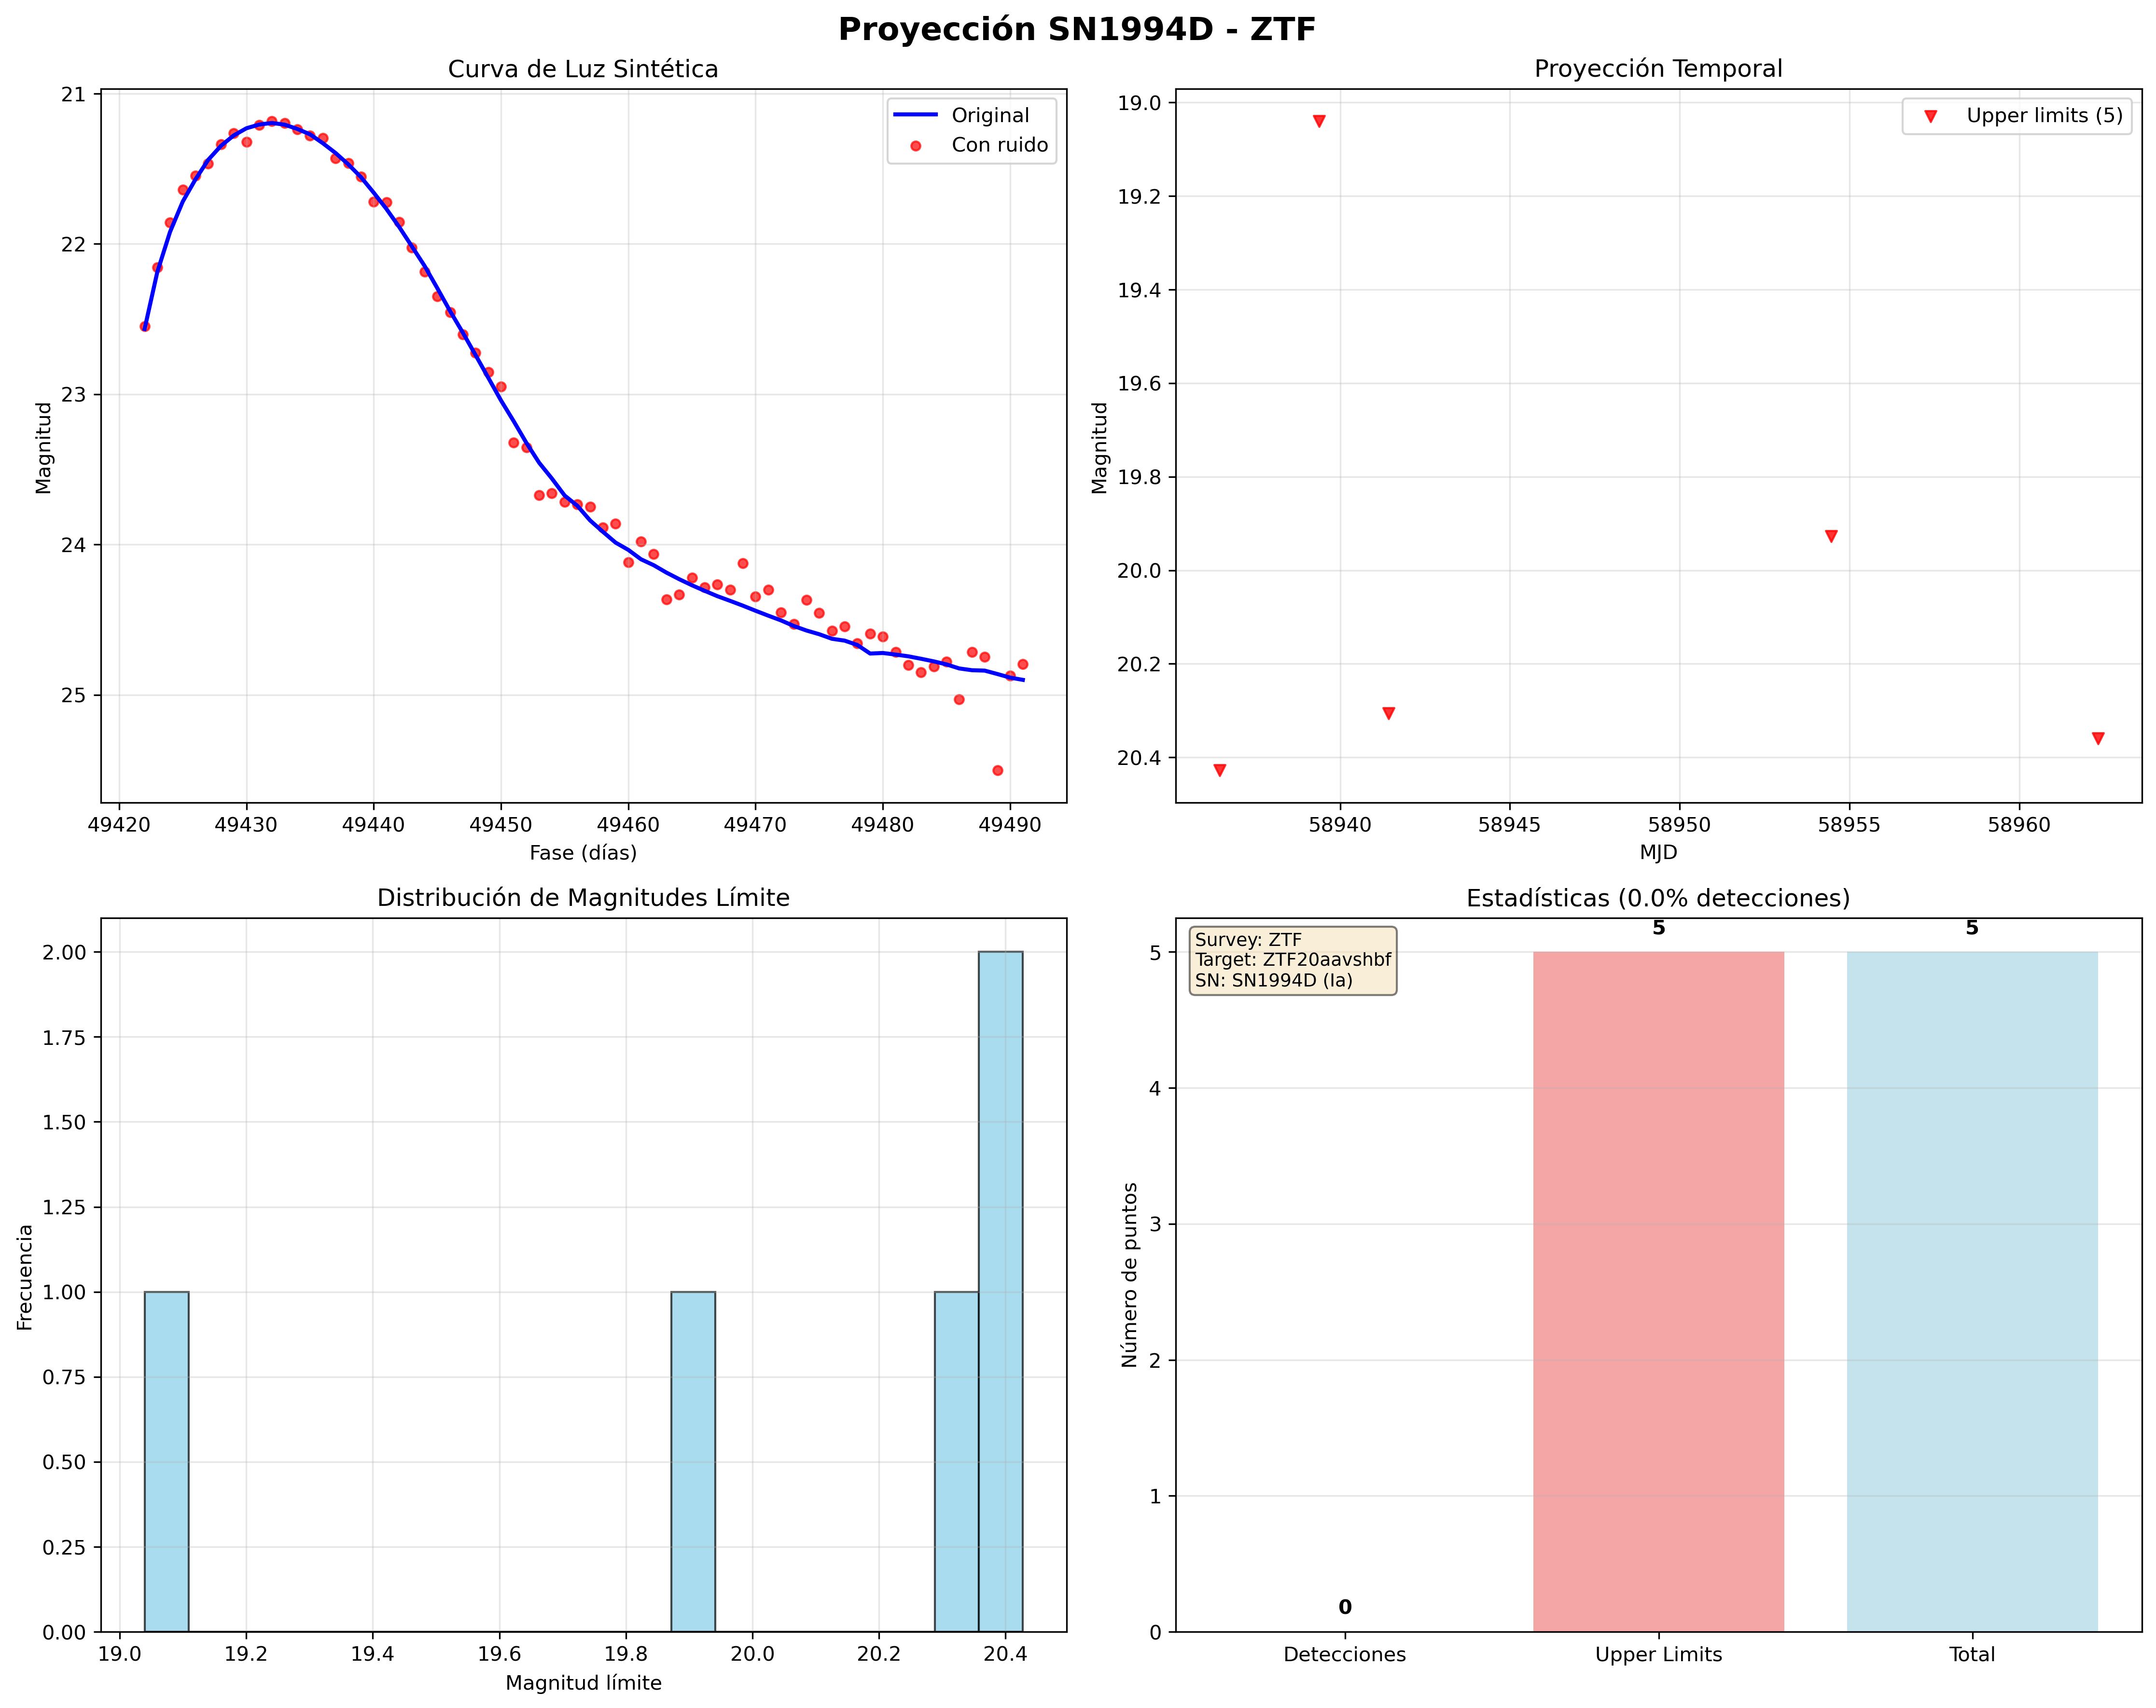 Proyección SN1994D - ZTF
Curva de Luz Sintética
Original
Con ruido
21
22
23
24
25
Magnitud
49420 49430 49440 49450 49460 49470 49480 49490
Fase (días)
Proyección Temporal
Upper limits (5)
19.0
19.2
19.4
19.6
19.8
20.0
20.2
20.4
Magnitud
58940 58945 58950 58955 58960
MJD
Distribución de Magnitudes Límite
2.00
1.75
1.50
1.25
1.00
0.75
0.50
0.25
0.00
Frecuencia
19.0 19.2 19.4 19.6 19.8 20.0 20.2 20.4
Magnitud límite
Estadísticas (0.0% detecciones)
Survey: ZTF
Target: ZTF20aavshbf
SN: SN1994D (Ia)
5 5
0
5
4
3
2
1
0
Número de puntos
Detecciones Upper Limits Total